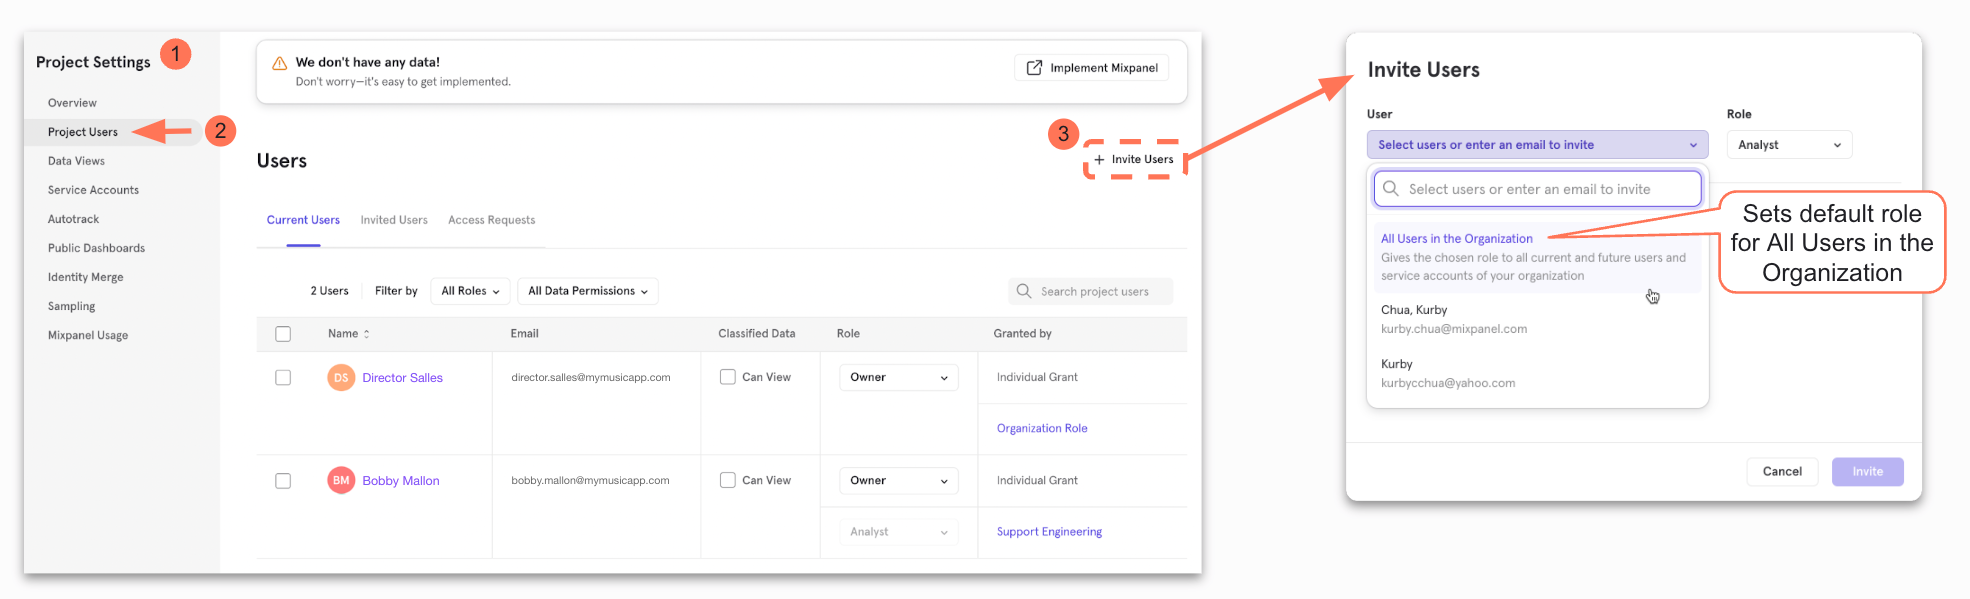 Project Settings
1
Overview
Project Users
2
Data Views
Service Accounts
Autotrack
Public Dashboards
Identity Merge
Sampling
Mixpanel Usage
We don't have any data!
Don't worry—it's easy to get implemented.
Implement Mixpanel
Users
3
+ Invite Users
Current Users Invited Users Access Requests
2 Users Filter by All Roles All Data Permissions Search project users
Name Email Classified Data Role Granted by
DS Director Salles director.salles@mymusicapp.com Can View Owner Individual Grant
Organization Role
BM Bobby Mallon bobby.mallon@mymusicapp.com Can View Owner Individual Grant
Analyst Support Engineering
Invite Users
User Role
Select users or enter an email to invite Analyst
Select users or enter an email to invite
All Users in the Organization
Gives the chosen role to all current and future users and
service accounts of your organization
Chua, Kurby
kurby.chua@mixpanel.com
Kurby
kurbycchua@yahoo.com
Sets default role
for All Users in the
Organization
Cancel Invite